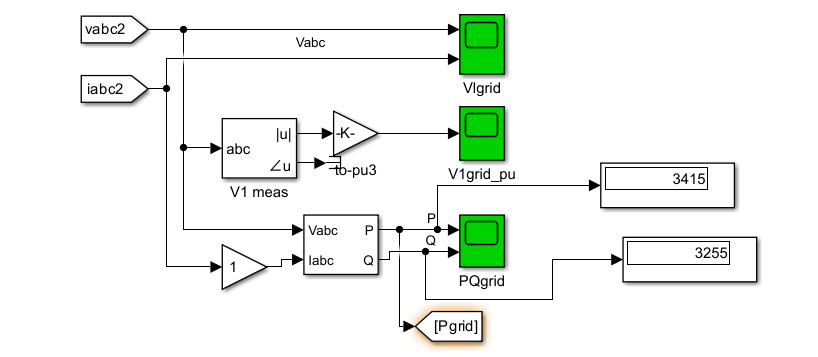 vabc2
Vabc
iabc2
VIgrid
|u|
-K-
abc
∠u
to-pu3
V1 meas
V1grid_pu
3415
P
Vabc
P
Q
1
Iabc
Q
3255
PQgrid
[Pgrid]